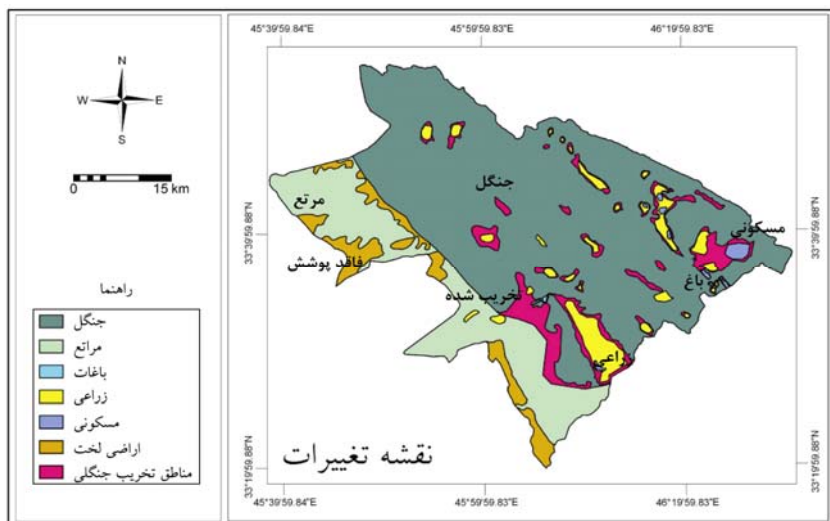 45°39'59.84"E 45°59'59.83"E 46°19'59.83"E
N
W E
S
0 15 km
راهنما
جنگل
مراتع
باغات
زراعی
مسکونی
اراضی لخت
مناطق تخریب جنگلی
33°39'59.88"N
33°19'59.88"N
جنگل
مرتع
فاقد پوشش
تخریب شده
مسکونی
باغ
زراعی
نقشه تغییرات
33°39'59.88"N
33°19'59.88"N
45°39'59.84"E 45°59'59.83"E 46°19'59.83"E